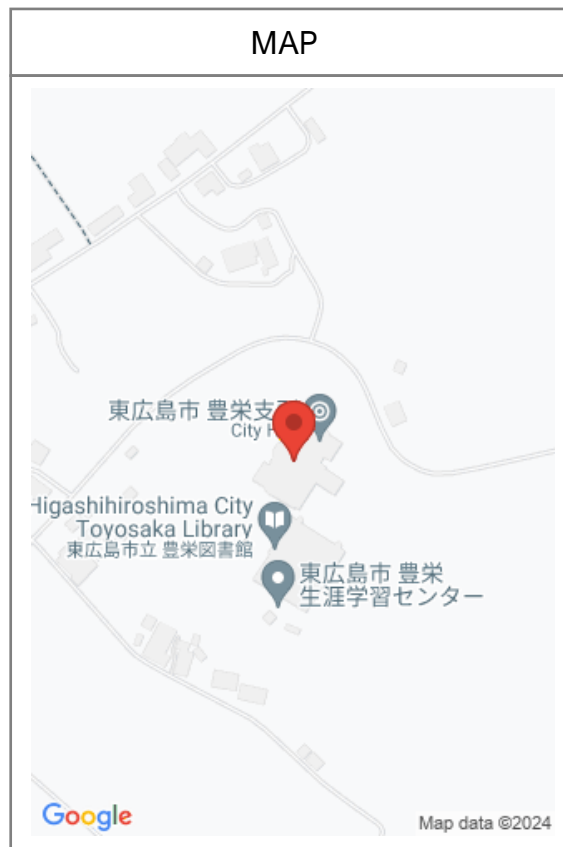 MAP
東広島市 豊栄支
City H
Higashihiroshima City
Toyosaka Library
東広島市立 豊栄図書館
東広島市 豊栄
生涯学習センター
Google
Map data ©2024